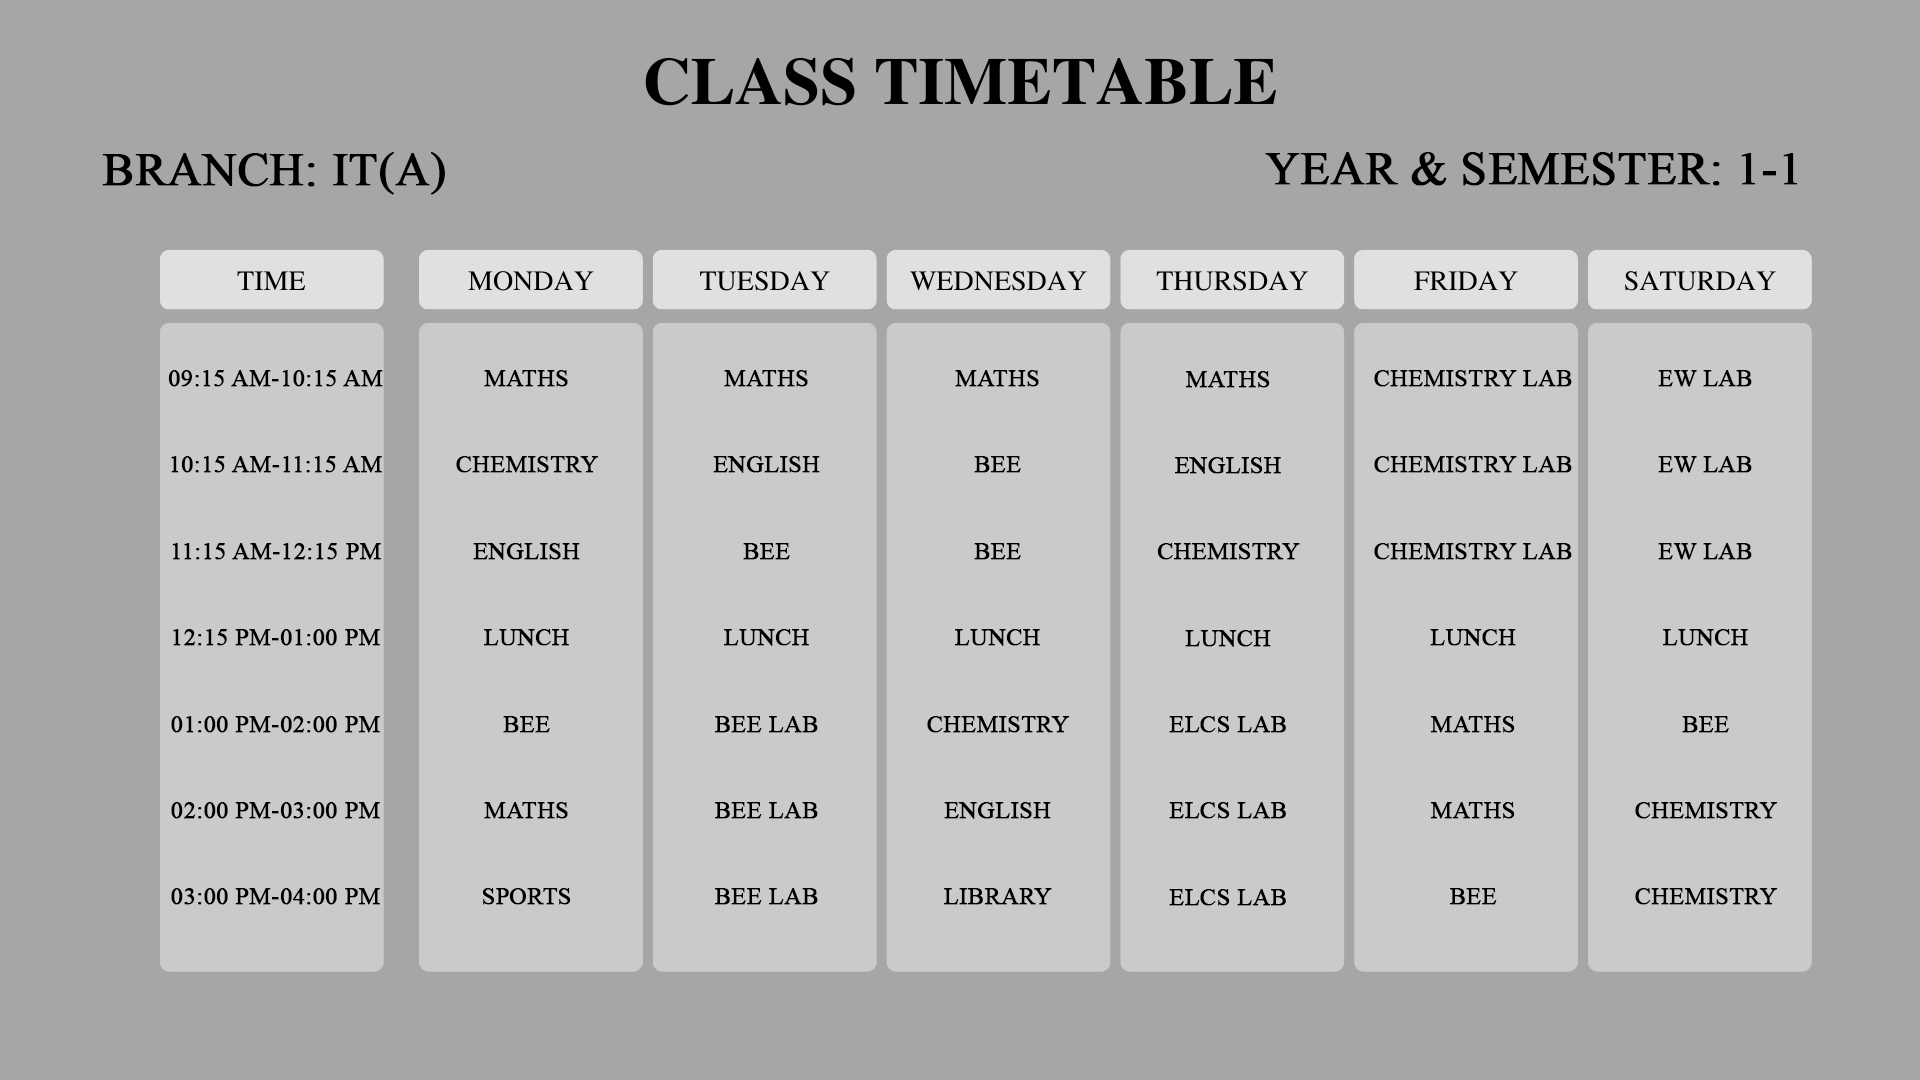 CLASS TIMETABLE
BRANCH: IT(A) YEAR & SEMESTER: 1-1
TIME MONDAY TUESDAY WEDNESDAY THURSDAY FRIDAY SATURDAY
09:15 AM-10:15 AM MATHS MATHS MATHS MATHS CHEMISTRY LAB EW LAB
10:15 AM-11:15 AM CHEMISTRY ENGLISH BEE ENGLISH CHEMISTRY LAB EW LAB
11:15 AM-12:15 PM ENGLISH BEE BEE CHEMISTRY CHEMISTRY LAB EW LAB
12:15 PM-01:00 PM LUNCH LUNCH LUNCH LUNCH LUNCH LUNCH
01:00 PM-02:00 PM BEE BEE LAB CHEMISTRY ELCS LAB MATHS BEE
02:00 PM-03:00 PM MATHS BEE LAB ENGLISH ELCS LAB MATHS CHEMISTRY
03:00 PM-04:00 PM SPORTS BEE LAB LIBRARY ELCS LAB BEE CHEMISTRY